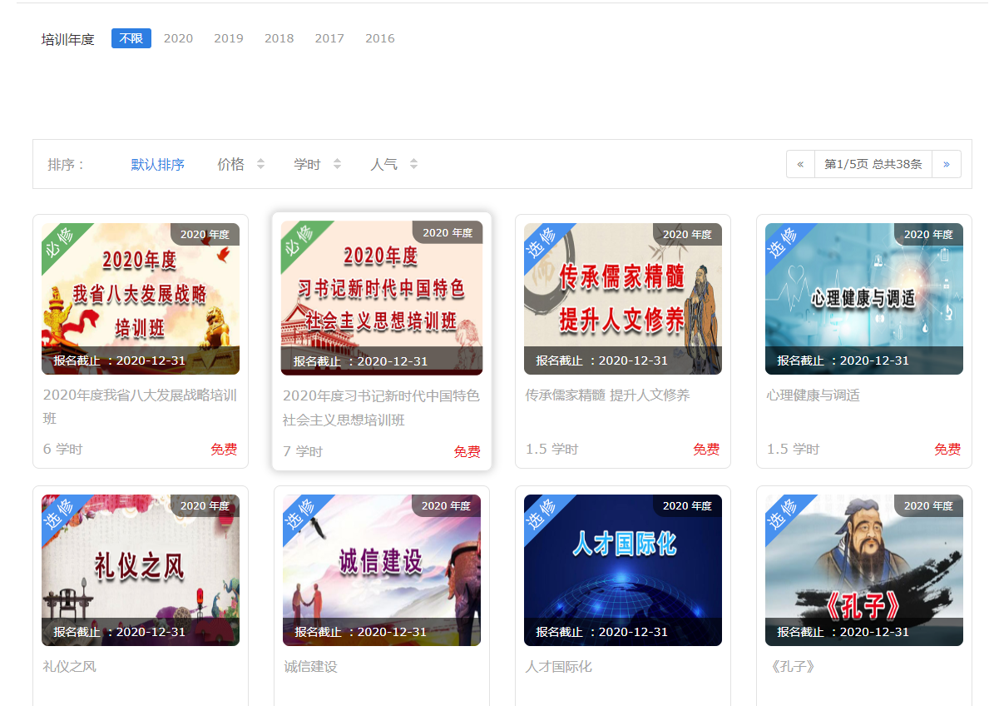 培训年度 不限 2020 2019 2018 2017 2016
排序： 默认排序 价格 学时 人气 « 第1/5页 总共38条 »
必修 2020 年度
2020年度
我省八大发展战略
培训班
报名截止 ：2020-12-31
2020年度我省八大发展战略培训
班
6 学时 免费
必修 2020 年度
2020年度
习书记新时代中国特色
社会主义思想培训班
报名截止 ：2020-12-31
2020年度习书记新时代中国特色
社会主义思想培训班
7 学时 免费
选修 2020 年度
传承儒家精髓
提升人文修养
报名截止 ：2020-12-31
传承儒家精髓 提升人文修养
1.5 学时 免费
选修 2020 年度
心理健康与调适
报名截止 ：2020-12-31
心理健康与调适
1.5 学时 免费
选修 2020 年度
礼仪之风
报名截止 ：2020-12-31
礼仪之风
选修 2020 年度
诚信建设
报名截止 ：2020-12-31
诚信建设
选修 2020 年度
人才国际化
报名截止 ：2020-12-31
人才国际化
选修 2020 年度
《孔子》
报名截止 ：2020-12-31
《孔子》